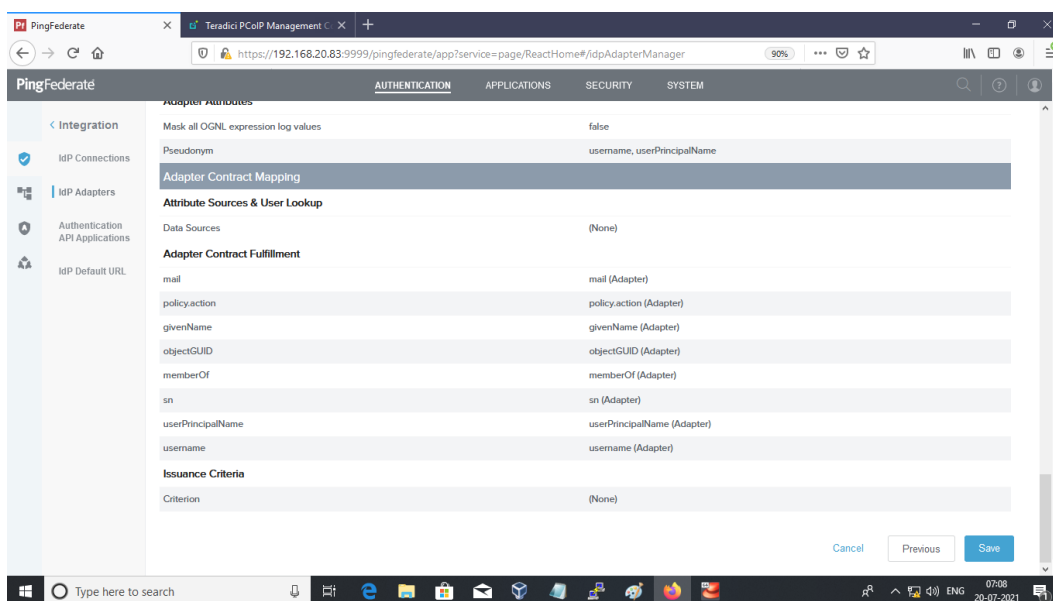 PingFederate
Teradici PCoIP Management C
https://192.168.20.83:9999/pingfederate/app?service=page/ReactHome#/idpAdapterManager
90%
PingFederate
AUTHENTICATION
APPLICATIONS
SECURITY
SYSTEM
Integration
IdP Connections
IdP Adapters
Authentication
API Applications
IdP Default URL
Adapter Attributes
Mask all OGNL expression log values false
Pseudonym username, userPrincipalName
Adapter Contract Mapping
Attribute Sources & User Lookup
Data Sources (None)
Adapter Contract Fulfillment
mail mail (Adapter)
policy.action policy.action (Adapter)
givenName givenName (Adapter)
objectGUID objectGUID (Adapter)
memberOf memberOf (Adapter)
sn sn (Adapter)
userPrincipalName userPrincipalName (Adapter)
username username (Adapter)
Issuance Criteria
Criterion (None)
Cancel Previous Save
Type here to search
ENG
07:08
20-07-2021